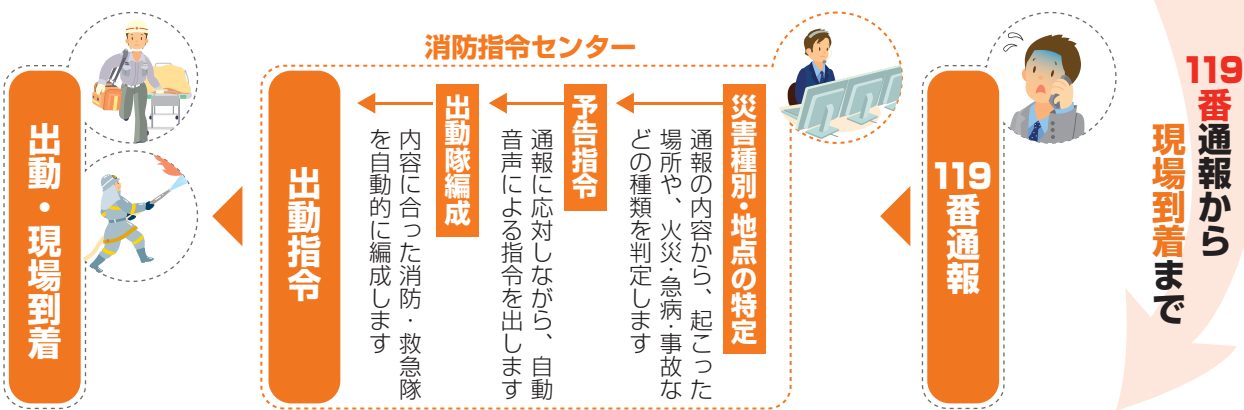 119番通報から
現場到着まで
119番通報
消防指令センター
災害種別・地点の特定
通報の内容から、起こった
場所や、火災・急病・事故な
どの種類を判定します
予告指令
通報に応対しながら、自動
音声による指令を出します
出動隊編成
内容に合った消防・救急隊
を自動的に編成します
出動指令
出動・現場到着